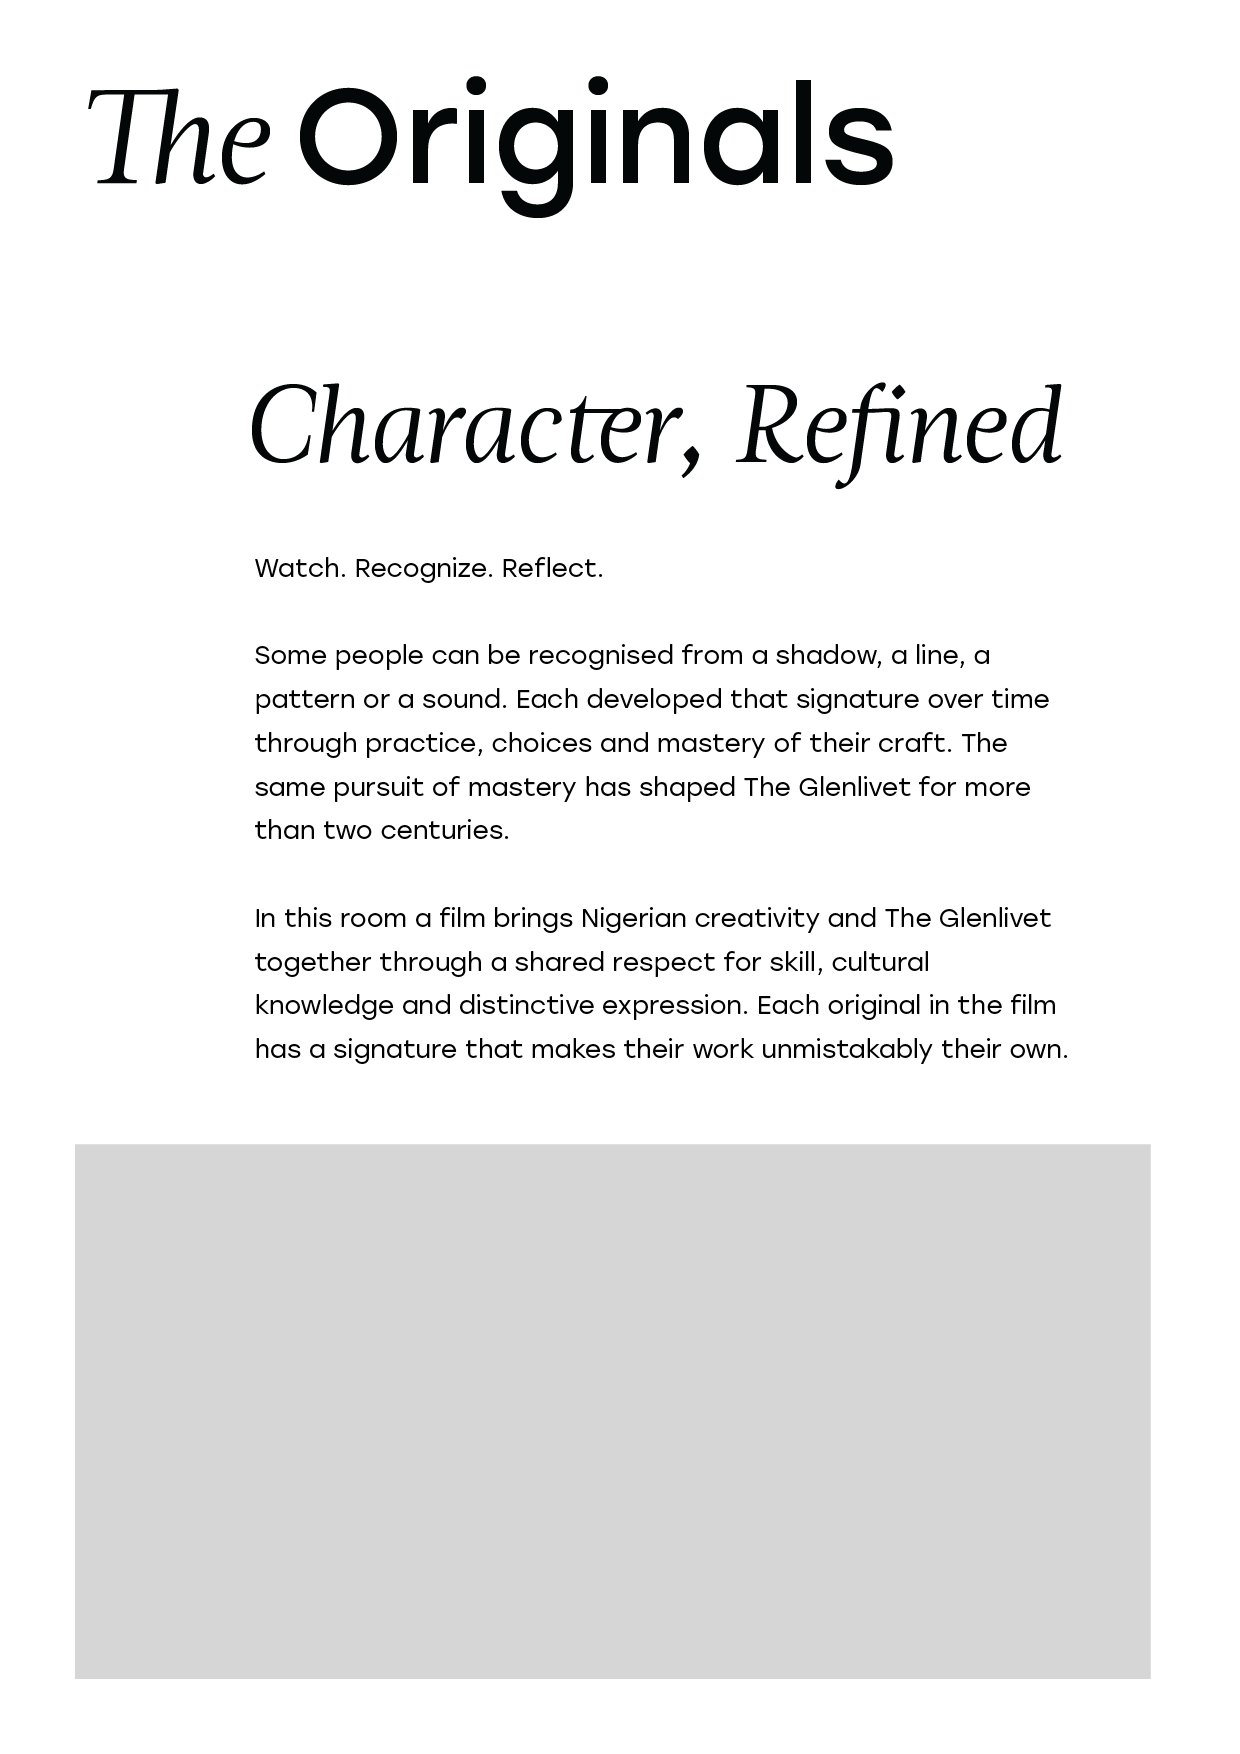 The Originals
Character, Refined
Watch. Recognize. Reflect.
Some people can be recognised from a shadow, a line, a
pattern or a sound. Each developed that signature over time
through practice, choices and mastery of their craft. The
same pursuit of mastery has shaped The Glenlivet for more
than two centuries.
In this room a film brings Nigerian creativity and The Glenlivet
together through a shared respect for skill, cultural
knowledge and distinctive expression. Each original in the film
has a signature that makes their work unmistakably their own.